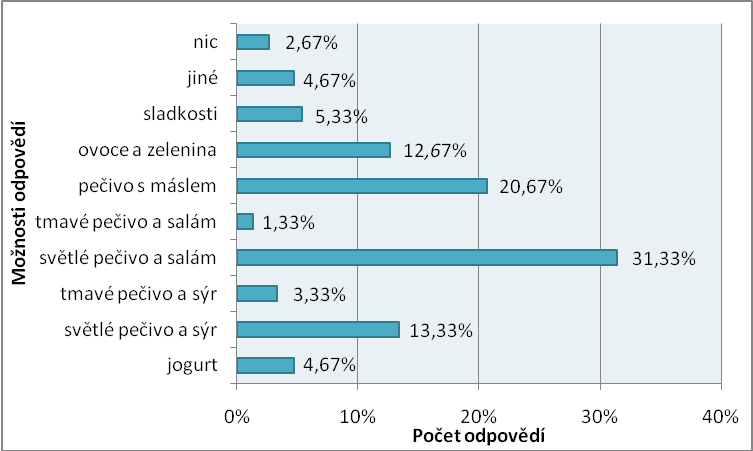 Možnosti odpovědí
nic 2,67%
jiné 4,67%
sladkosti 5,33%
ovoce a zelenina 12,67%
pečivo s máslem 20,67%
tmavé pečivo a salám 1,33%
světlé pečivo a salám 31,33%
tmavé pečivo a sýr 3,33%
světlé pečivo a sýr 13,33%
jogurt 4,67%
0% 10% 20% 30% 40%
Počet odpovědí